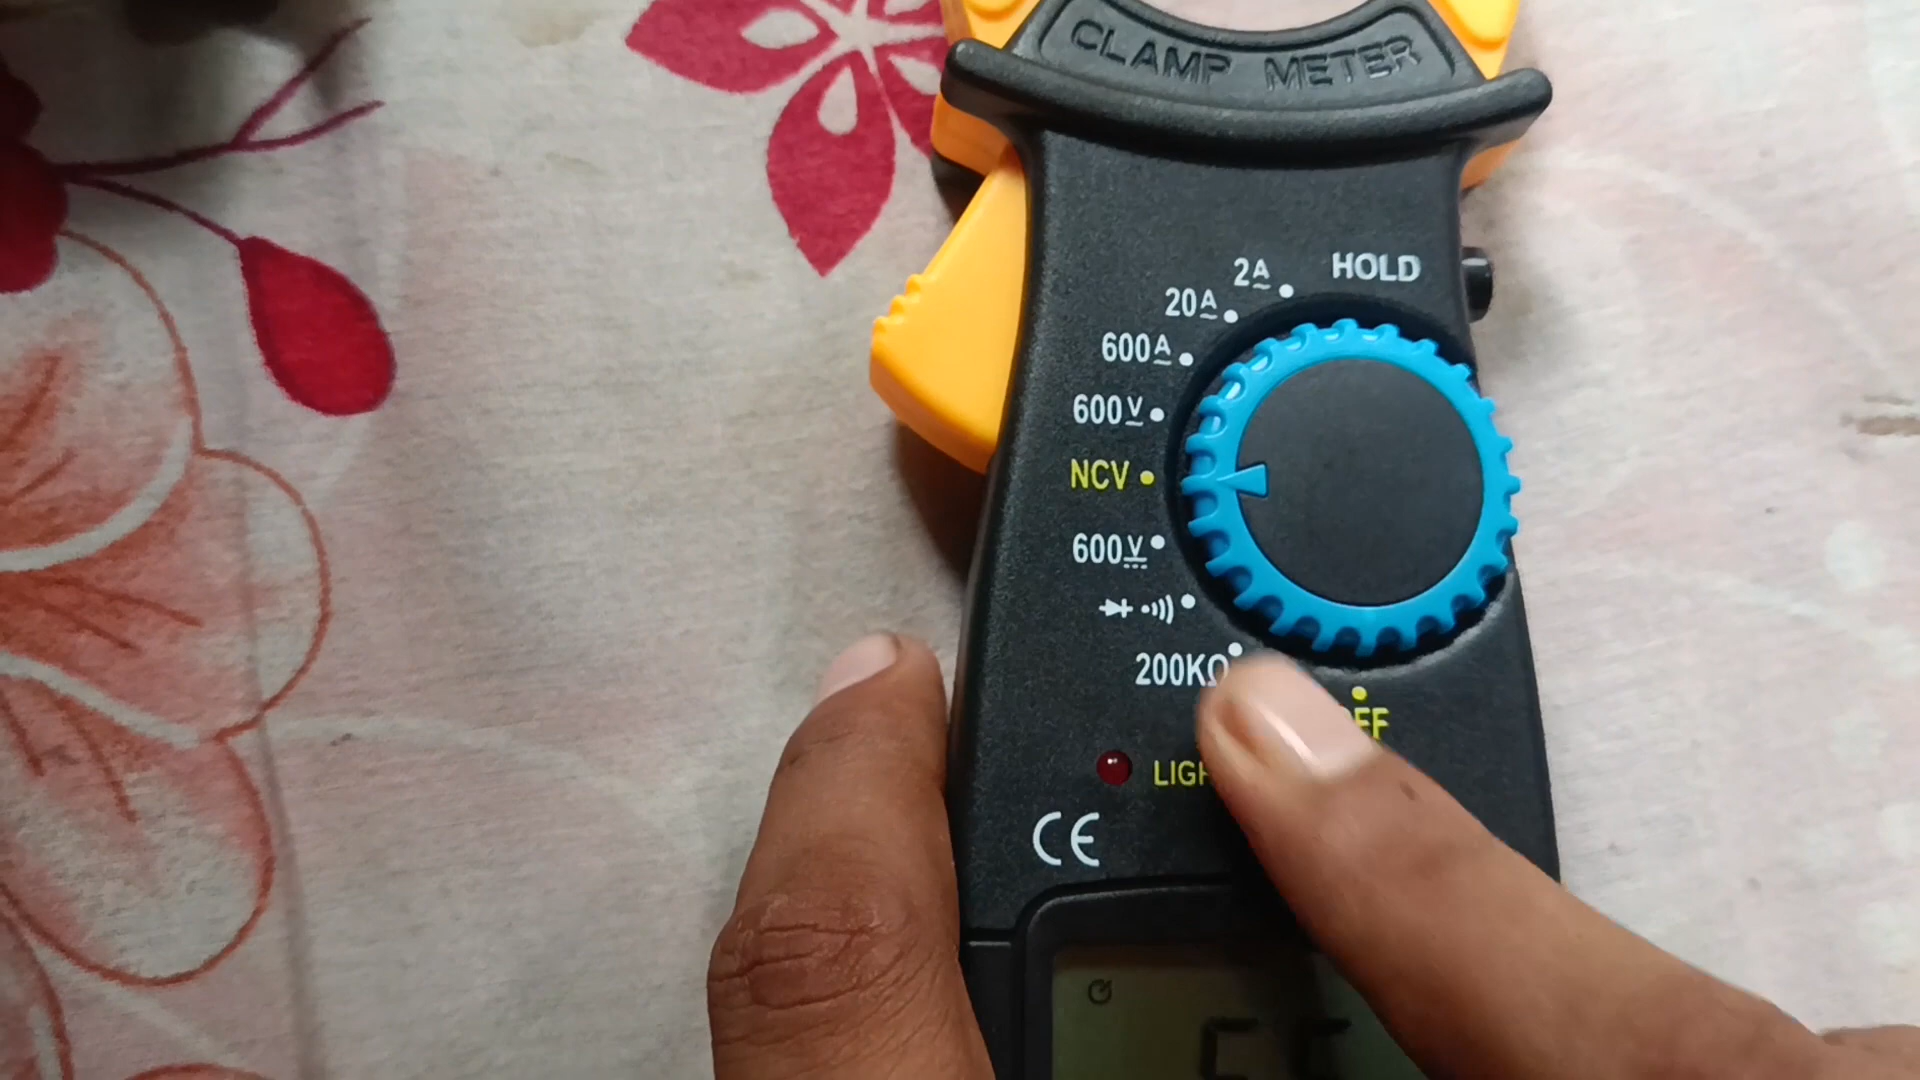 CLAMP METER
HOLD
2A
20A
600A
600V
NCV
600V
200KΩ
CE